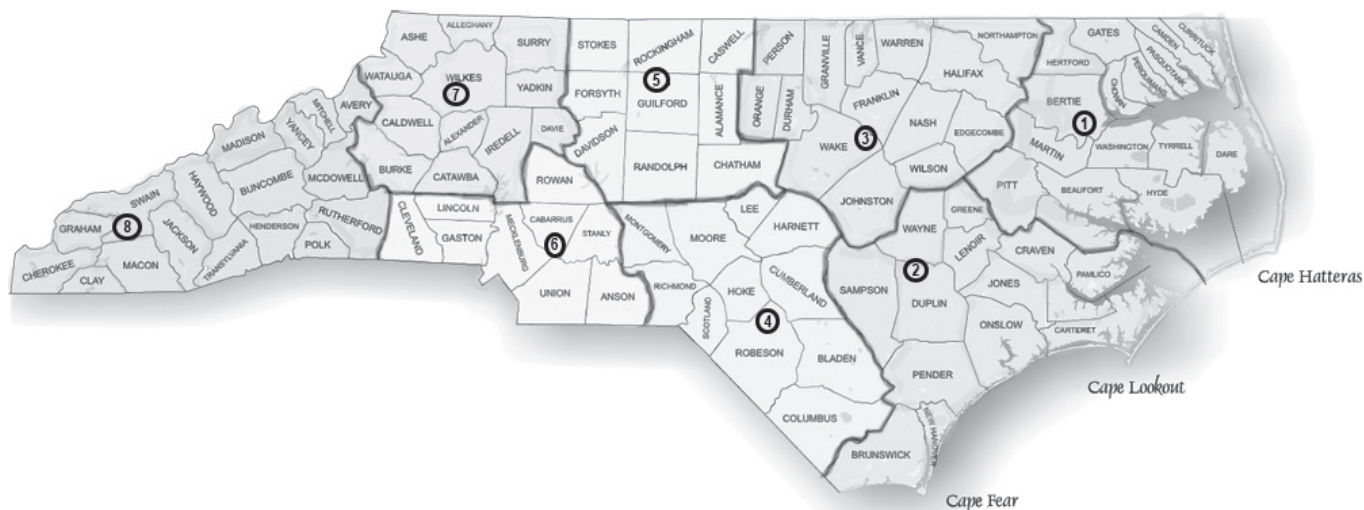 ALLEGHANY
ASHE
SURRY
STOKES
ROCKINGHAM
CASWELL
PERSON
GRANVILLE
VANCE
WARREN
NORTHAMPTON
GATES
CURRITUCK
CAMDEN
PASQUOTANK
PERQUIMANS
CHOWAN
HERTFORD
HALIFAX
WATAUGA
WILKES
7
YADKIN
FORSYTH
5
GUILFORD
ALAMANCE
ORANGE
DURHAM
FRANKLIN
BERTIE
1
AVERY
MITCHELL
YANCEY
MADISON
CALDWELL
ALEXANDER
IREDELL
DAVIE
DAVIDSON
RANDOLPH
CHATHAM
WAKE
3
NASH
EDGECOMBE
WILSON
MARTIN
WASHINGTON
TYRRELL
DARE
BURKE
CATAWBA
ROWAN
HAYWOOD
BUNCOMBE
MCDOWELL
SWAIN
GRAHAM
8
JACKSON
HENDERSON
RUTHERFORD
POLK
TRANSYLVANIA
MACON
CHEROKEE
CLAY
CLEVELAND
LINCOLN
GASTON
MECKLENBURG
CABARRUS
6
STANLY
UNION
ANSON
MONTGOMERY
MOORE
LEE
HARNETT
JOHNSTON
WAYNE
GREENE
PITT
BEAUFORT
HYDE
LENOIR
CRAVEN
PAMLICO
2
JONES
SAMPSON
DUPLIN
ONSLOW
CARTERET
RICHMOND
SCOTLAND
HOKE
CUMBERLAND
4
ROBESON
BLADEN
PENDER
COLUMBUS
NEW HANOVER
BRUNSWICK
Cape Hatteras
Cape Lookout
Cape Fear